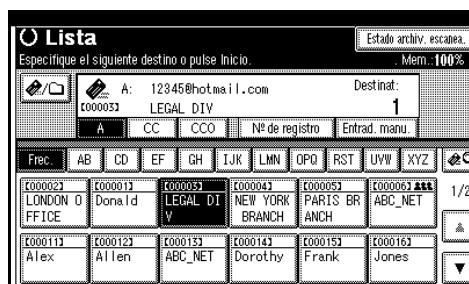 Lista
Estado archiv. escanea.
Especifique el siguiente destino o pulse Inicio.
Mem.:100%
A: 12345@hotmail.com
Destinat:
[00003] LEGAL DIV
1
A CC CCO Nº de registro Entrad. manu.
Frec. AB CD EF GH IJK LMN OPQ RST UVW XYZ
[00002] [00001] [00003] [00004] [00005] [00006]
LONDON O Donald LEGAL DI NEW YORK PARIS BR ABC_NET
FFICE V BRANCH ANCH
1/2
[00011] [00012] [00013] [00014] [00015] [00016]
Alex Allen ABC_NET Dorothy Frank Jones